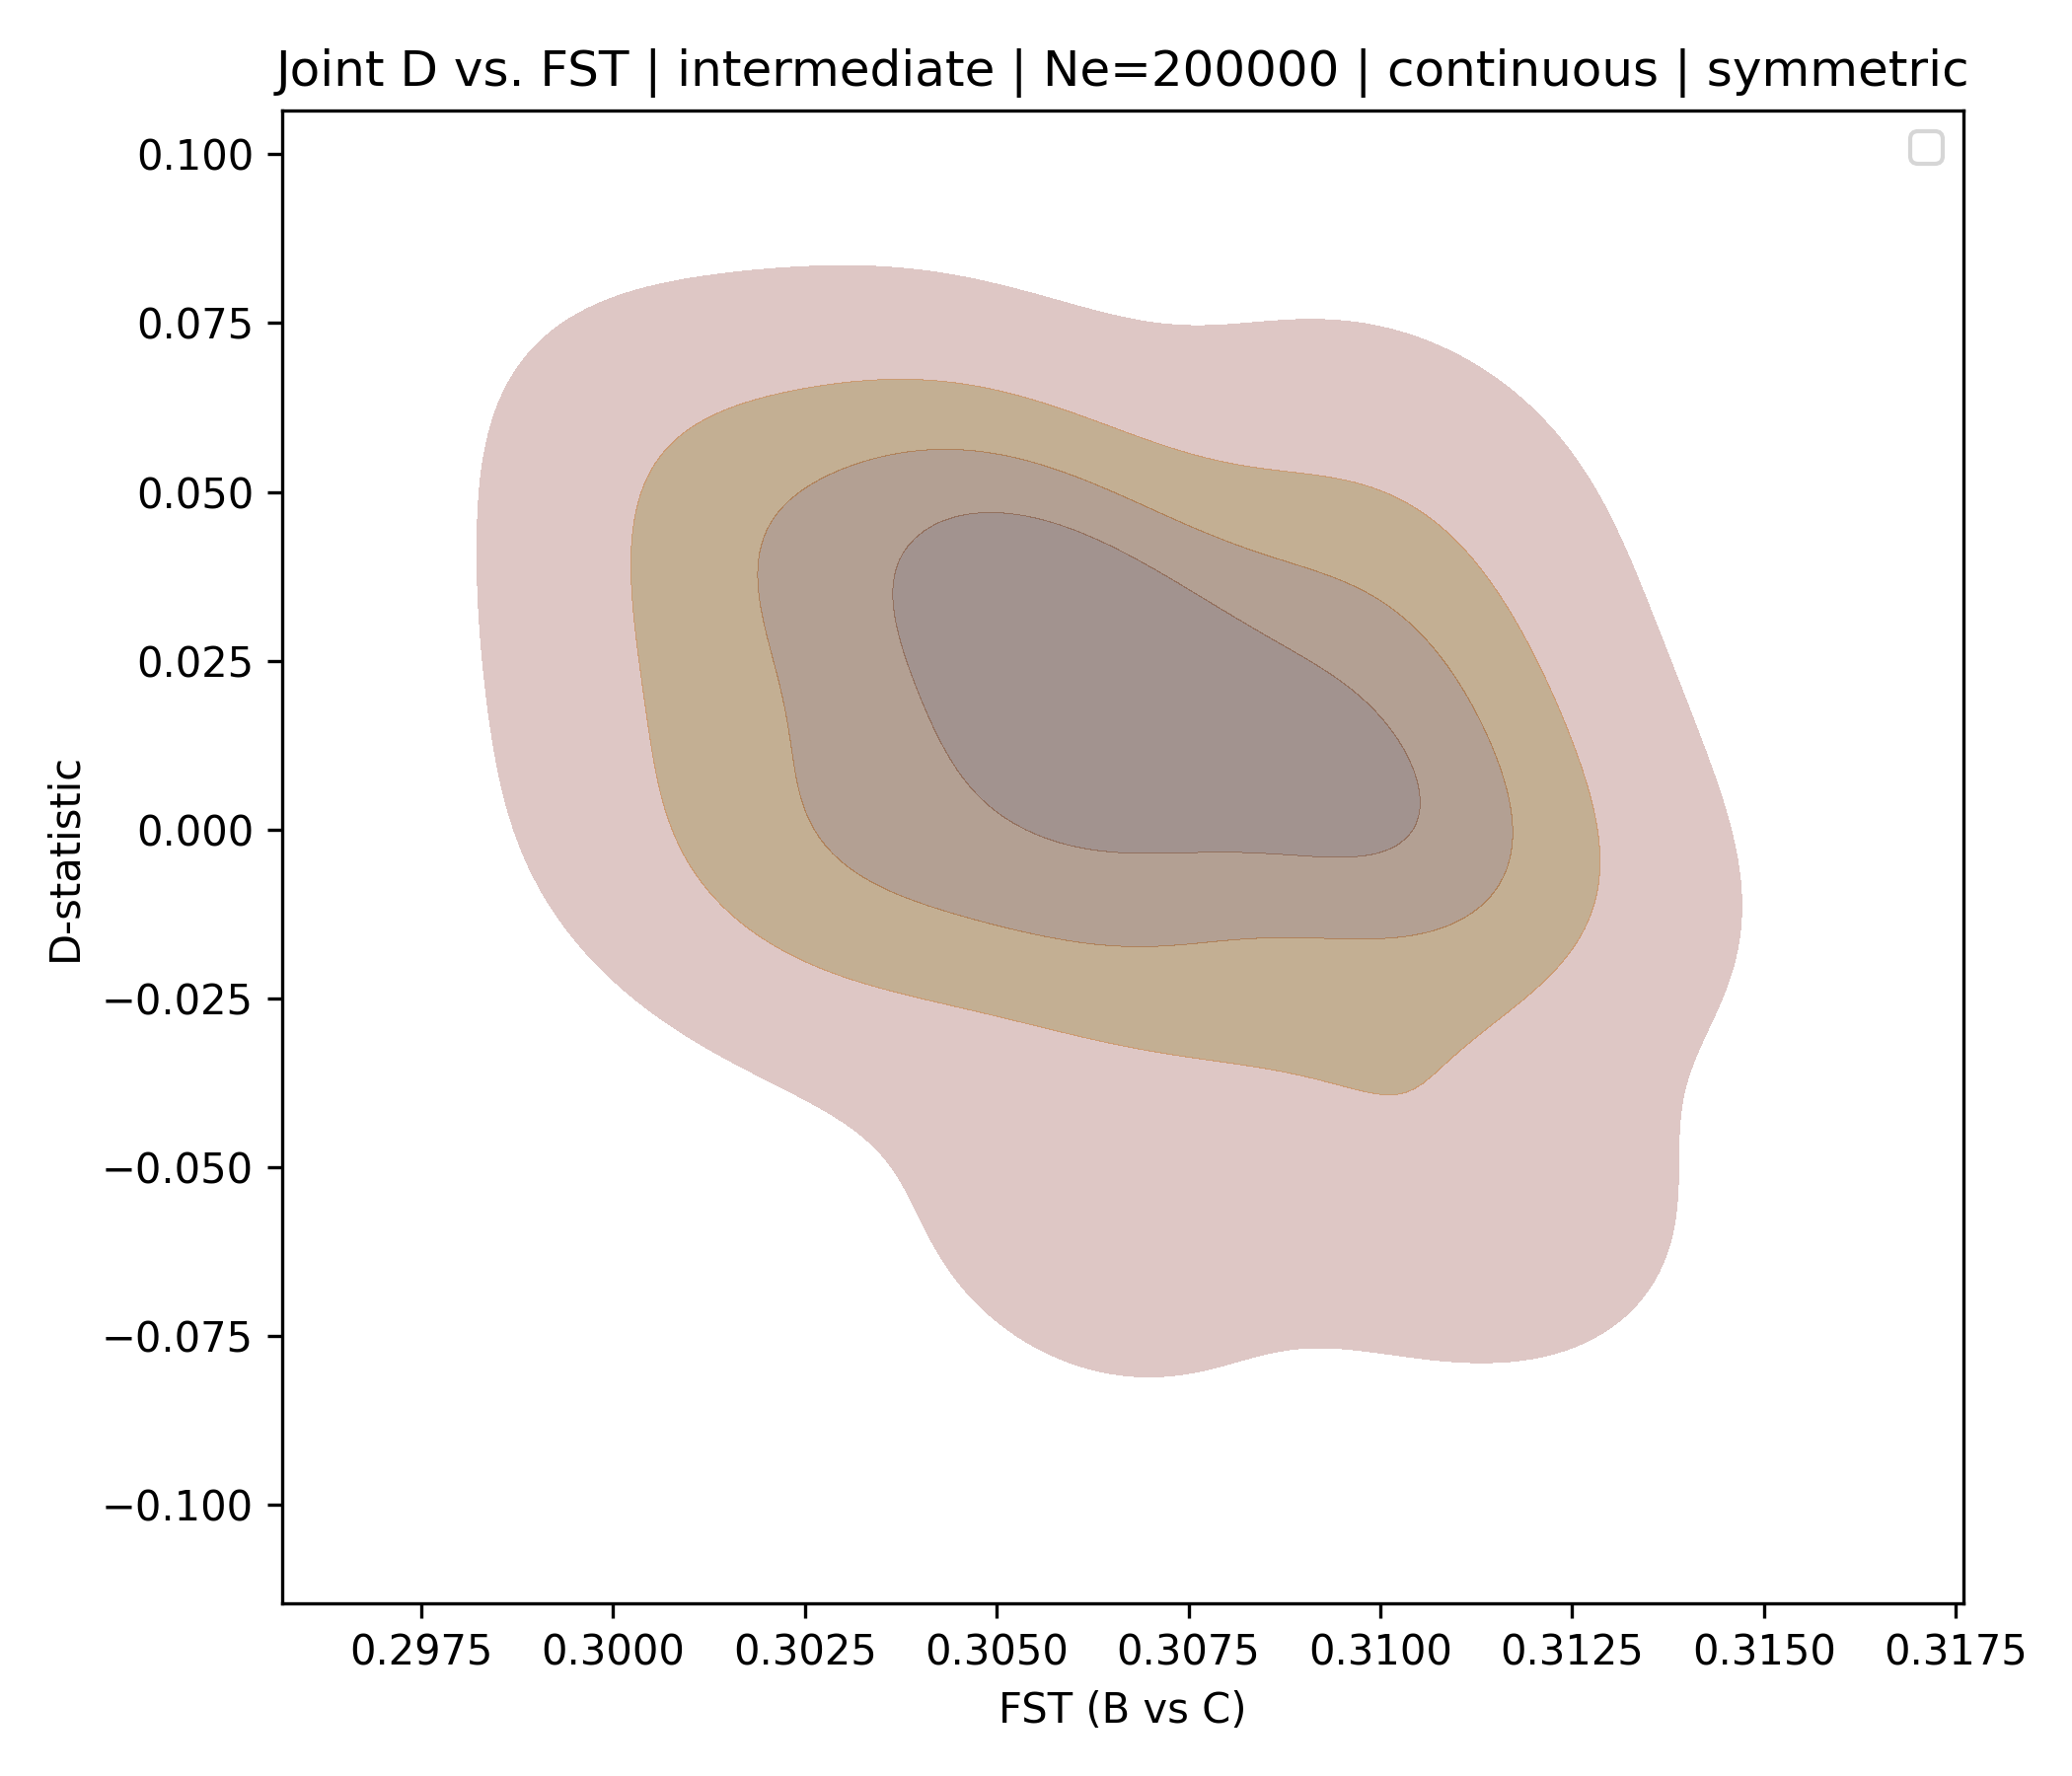 Joint D vs. FST | intermediate | Ne=200000 | continuous | symmetric
0.100
0.075
0.050
0.025
0.000
−0.025
−0.050
−0.075
−0.100
D-statistic
0.2975 0.3000 0.3025 0.3050 0.3075 0.3100 0.3125 0.3150 0.3175
FST (B vs C)